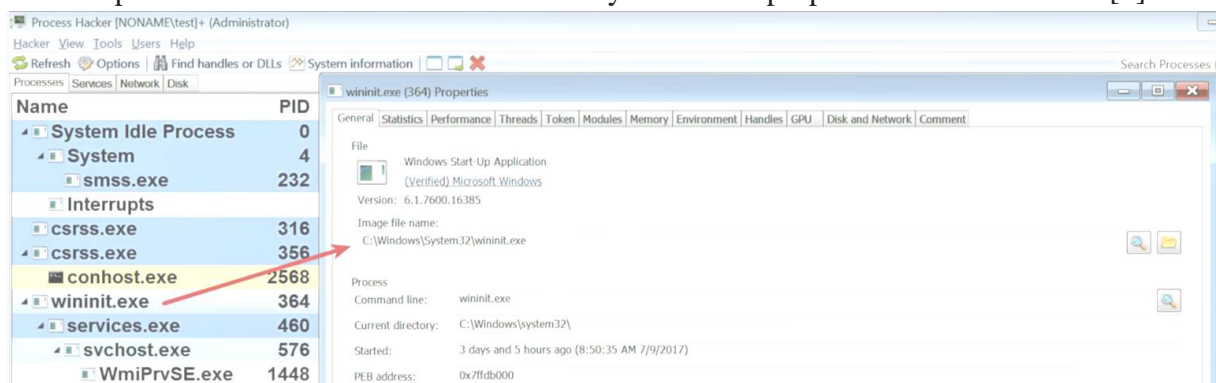 Process Hacker [NONAME\test]+ (Administrator)
Hacker View Tools Users Help
Refresh Options Find handles or DLLs System information
Search Processes
Processes Services Network Disk
Name PID
System Idle Process 0
System 4
smss.exe 232
Interrupts
csrss.exe 316
csrss.exe 356
conhost.exe 2568
wininit.exe 364
services.exe 460
svchost.exe 576
WmiPrvSE.exe 1448
wininit.exe (364) Properties
General Statistics Performance Threads Token Modules Memory Environment Handles GPU Disk and Network Comment
File
Windows Start-Up Application
(Verified) Microsoft Windows
Version: 6.1.7600.16385
Image file name:
C:\Windows\System32\wininit.exe
Process
Command line: wininit.exe
Current directory: C:\Windows\system32\
Started: 3 days and 5 hours ago (8:50:35 AM 7/9/2017)
PEB address: 0x7ffdb000